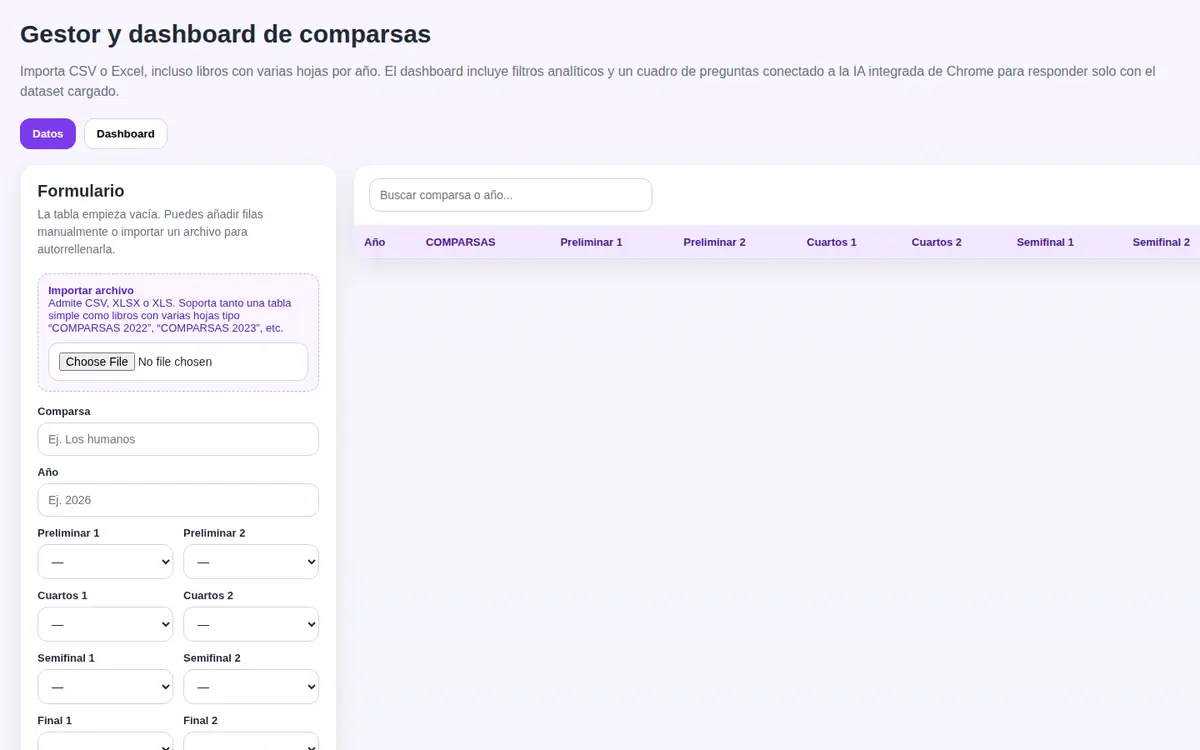 Gestor y dashboard de comparsas
Importa CSV o Excel, incluso libros con varias hojas por año. El dashboard incluye filtros analíticos y un cuadro de preguntas conectado a la IA integrada de Chrome para responder solo con el
dataset cargado.
Datos
Dashboard
Formulario
La tabla empieza vacía. Puedes añadir filas
manualmente o importar un archivo para
autorrellenarla.
Importar archivo
Admite CSV, XLSX o XLS. Soporta tanto una tabla
simple como libros con varias hojas tipo
“COMPARSAS 2022”, “COMPARSAS 2023”, etc.
Choose File No file chosen
Comparsa
Ej. Los humanos
Año
Ej. 2026
Preliminar 1 Preliminar 2
— —
Cuartos 1 Cuartos 2
— —
Semifinal 1 Semifinal 2
— —
Final 1 Final 2
Buscar comparsa o año...
Año COMPARSAS Preliminar 1 Preliminar 2 Cuartos 1 Cuartos 2 Semifinal 1 Semifinal 2